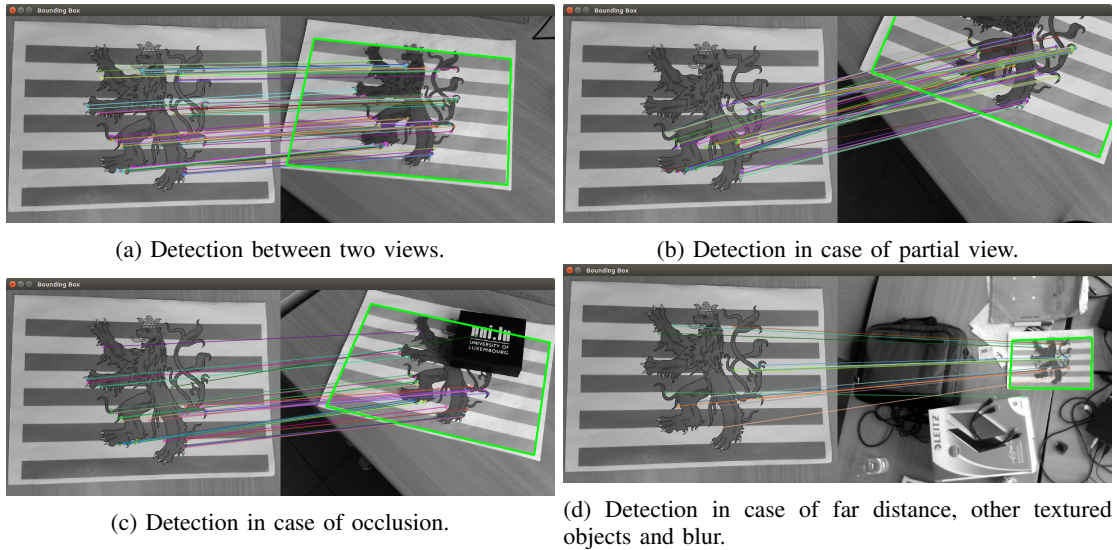 Bounding Box
Bounding Box
(a) Detection between two views.
(b) Detection in case of partial view.
Bounding Box
Bounding Box
uni.lu
UNIVERSITY OF
LUXEMBOURG
LEITZ
(c) Detection in case of occlusion.
(d) Detection in case of far distance, other textured
objects and blur.